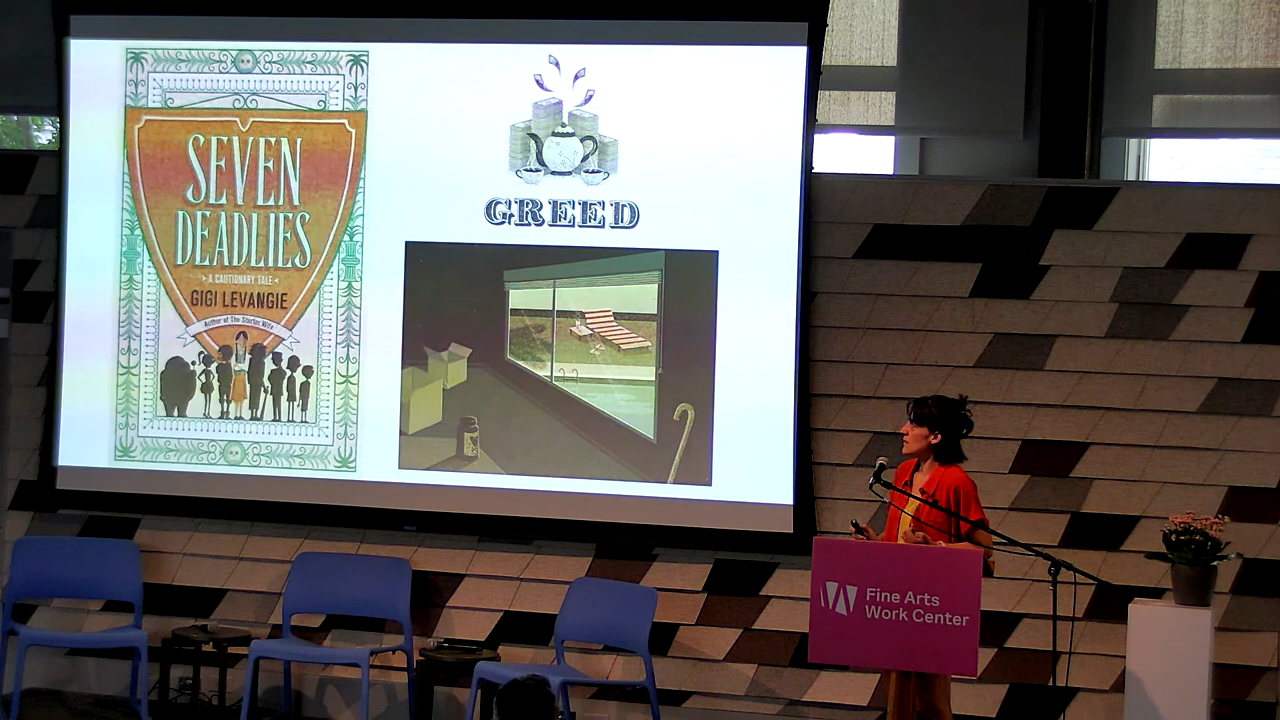 SEVEN
DEADLIES
A CAUTIONARY TALE
GIGI LEVANGIE
Author of The Starter Wife
GREED
Fine Arts
Work Center